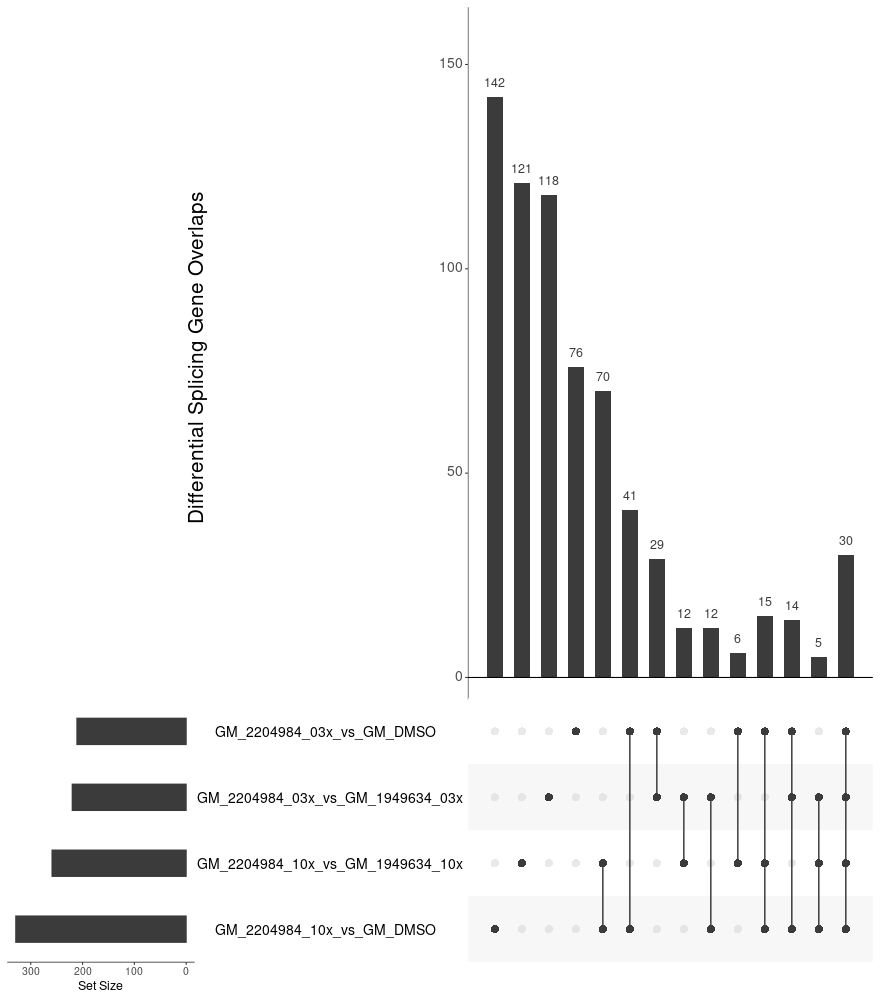 150
142
121
118
Differential Splicing Gene Overlaps
100
76
70
50
41
29
12
12
6
15
14
5
30
0
GM_2204984_03x_vs_GM_DMSO
GM_2204984_03x_vs_GM_1949634_03x
GM_2204984_10x_vs_GM_1949634_10x
GM_2204984_10x_vs_GM_DMSO
300 200 100 0
Set Size